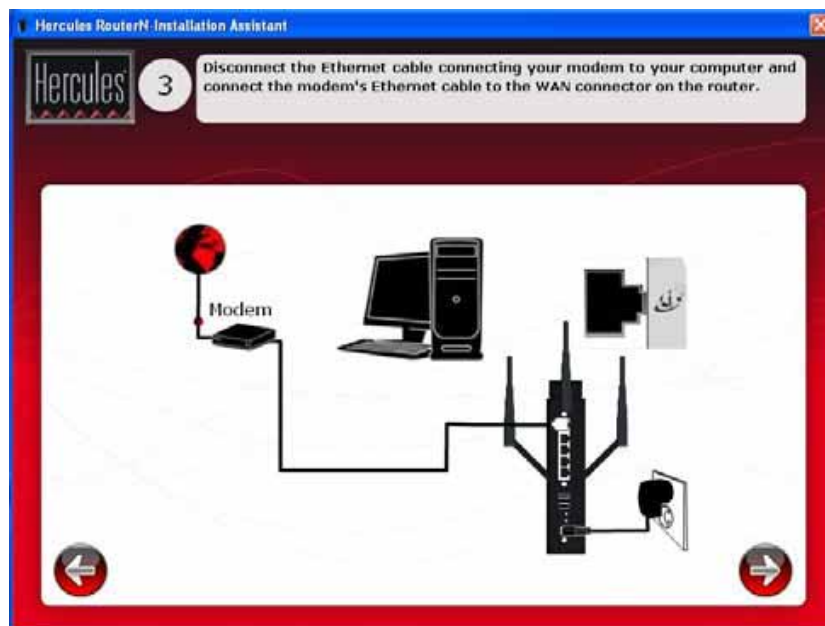 Hercules RouterN-Installation Assistant
Hercules
3
Disconnect the Ethernet cable connecting your modem to your computer and
connect the modem's Ethernet cable to the WAN connector on the router.
Modem